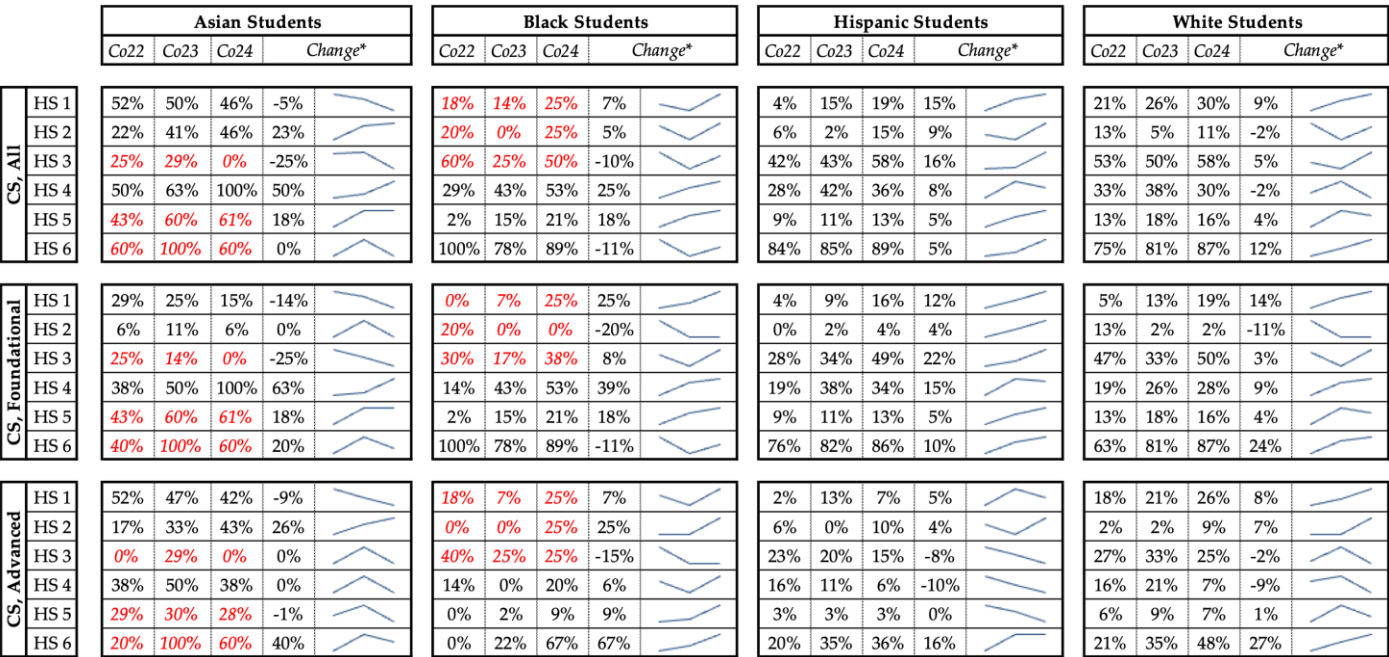 Asian Students Black Students Hispanic Students White Students
Co22 Co23 Co24 Change* Co22 Co23 Co24 Change* Co22 Co23 Co24 Change* Co22 Co23 Co24 Change*
CS, All
HS 1 52% 50% 46% -5% 18% 14% 25% 7% 4% 15% 19% 15% 21% 26% 30% 9%
HS 2 22% 41% 46% 23% 20% 0% 25% 5% 6% 2% 15% 9% 13% 5% 11% -2%
HS 3 25% 29% 0% -25% 60% 25% 50% -10% 42% 43% 58% 16% 53% 50% 58% 5%
HS 4 50% 63% 100% 50% 29% 43% 53% 25% 28% 42% 36% 8% 33% 38% 30% -2%
HS 5 43% 60% 61% 18% 2% 15% 21% 18% 9% 11% 13% 5% 13% 18% 16% 4%
HS 6 60% 100% 60% 0% 100% 78% 89% -11% 84% 85% 89% 5% 75% 81% 87% 12%
CS, Foundational
HS 1 29% 25% 15% -14% 0% 7% 25% 25% 4% 9% 16% 12% 5% 13% 19% 14%
HS 2 6% 11% 6% 0% 20% 0% 0% -20% 0% 2% 4% 4% 13% 2% 2% -11%
HS 3 25% 14% 0% -25% 30% 17% 38% 8% 28% 34% 49% 22% 47% 33% 50% 3%
HS 4 38% 50% 100% 63% 14% 43% 53% 39% 19% 38% 34% 15% 19% 26% 28% 9%
HS 5 43% 60% 61% 18% 2% 15% 21% 18% 9% 11% 13% 5% 13% 18% 16% 4%
HS 6 40% 100% 60% 20% 100% 78% 89% -11% 76% 82% 86% 10% 63% 81% 87% 24%
CS, Advanced
HS 1 52% 47% 42% -9% 18% 7% 25% 7% 2% 13% 7% 5% 18% 21% 26% 8%
HS 2 17% 33% 43% 26% 0% 0% 25% 25% 6% 0% 10% 4% 2% 2% 9% 7%
HS 3 0% 29% 0% 0% 40% 25% 25% -15% 23% 20% 15% -8% 27% 33% 25% -2%
HS 4 38% 50% 38% 0% 14% 0% 20% 6% 16% 11% 6% -10% 16% 21% 7% -9%
HS 5 29% 30% 28% -1% 0% 2% 9% 9% 3% 3% 3% 0% 6% 9% 7% 1%
HS 6 20% 100% 60% 40% 0% 22% 67% 67% 20% 35% 36% 16% 21% 35% 48% 27%